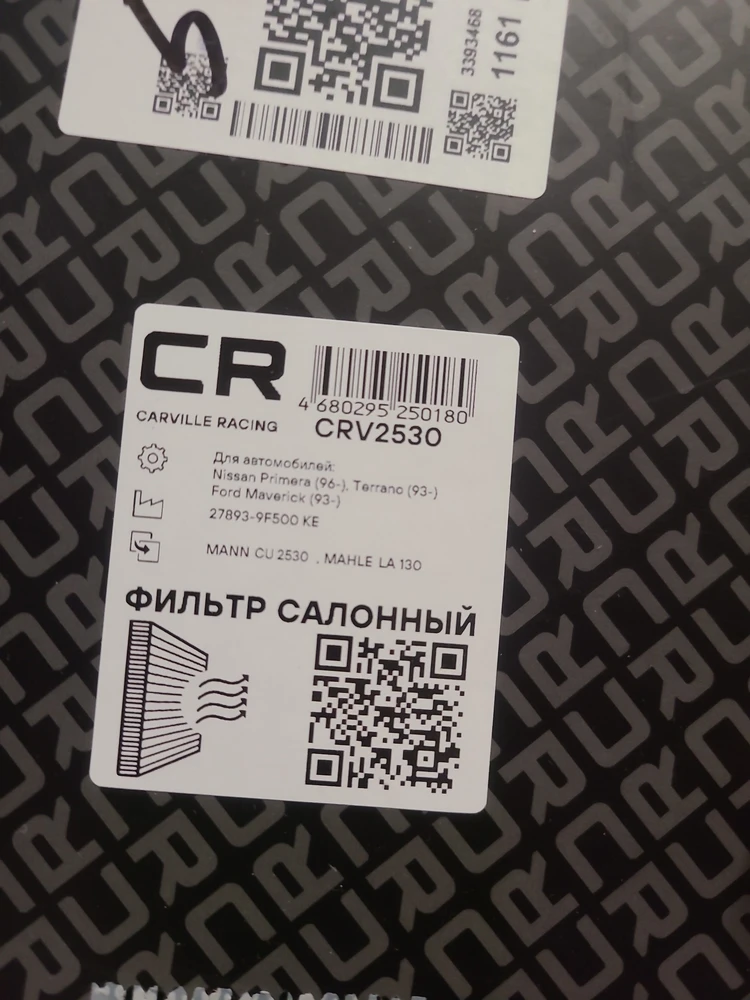 5
3393468
1161
CR
CARVILLE RACING
4 680295 250180
CRV2530
Для автомобилей:
Nissan Primera (96-), Terrano (93-)
Ford Maverick (93-)
27893-9F500 KE
MANN CU 2530 , MAHLE LA 130
ФИЛЬТР САЛОННЫЙ